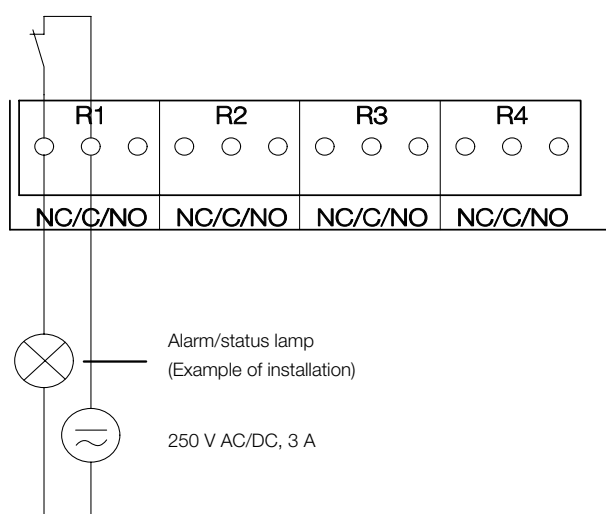 R1 R2 R3 R4
NC/C/NO NC/C/NO NC/C/NO NC/C/NO
Alarm/status lamp
(Example of installation)
250 V AC/DC, 3 A